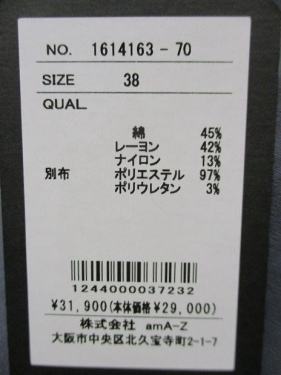 NO. 1614163-70
SIZE 38
QUAL.
綿 45%
レーヨン 42%
ナイロン 13%
別布 ポリエステル 97%
ポリウレタン 3%
1244000037232
¥31,900(本体価格¥29,000)
株式会社 amA-Z
大阪市中央区北久宝寺町2-1-7